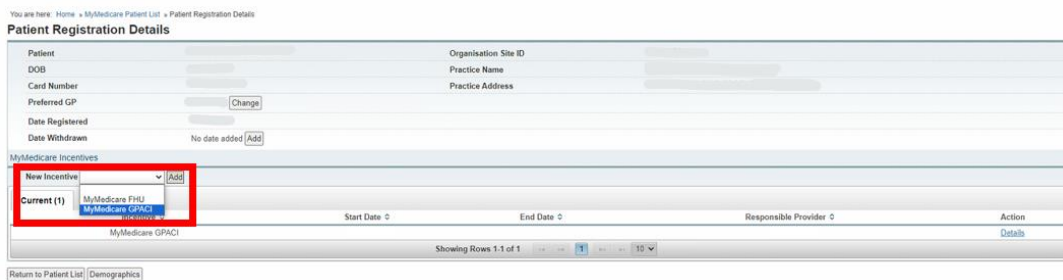 You are here: Home » MyMedicare Patient List » Patient Registration Details
Patient Registration Details
Patient Organisation Site ID
DOB Practice Name
Card Number Practice Address
Preferred GP Change
Date Registered
Date Withdrawn No date added Add
MyMedicare Incentives
New Incentive Add
Current (1) MyMedicare FHU
MyMedicare GPACI
Incentive Start Date End Date Responsible Provider Action
MyMedicare GPACI Details
Showing Rows 1-1 of 1 1 10
Return to Patient List Demographics